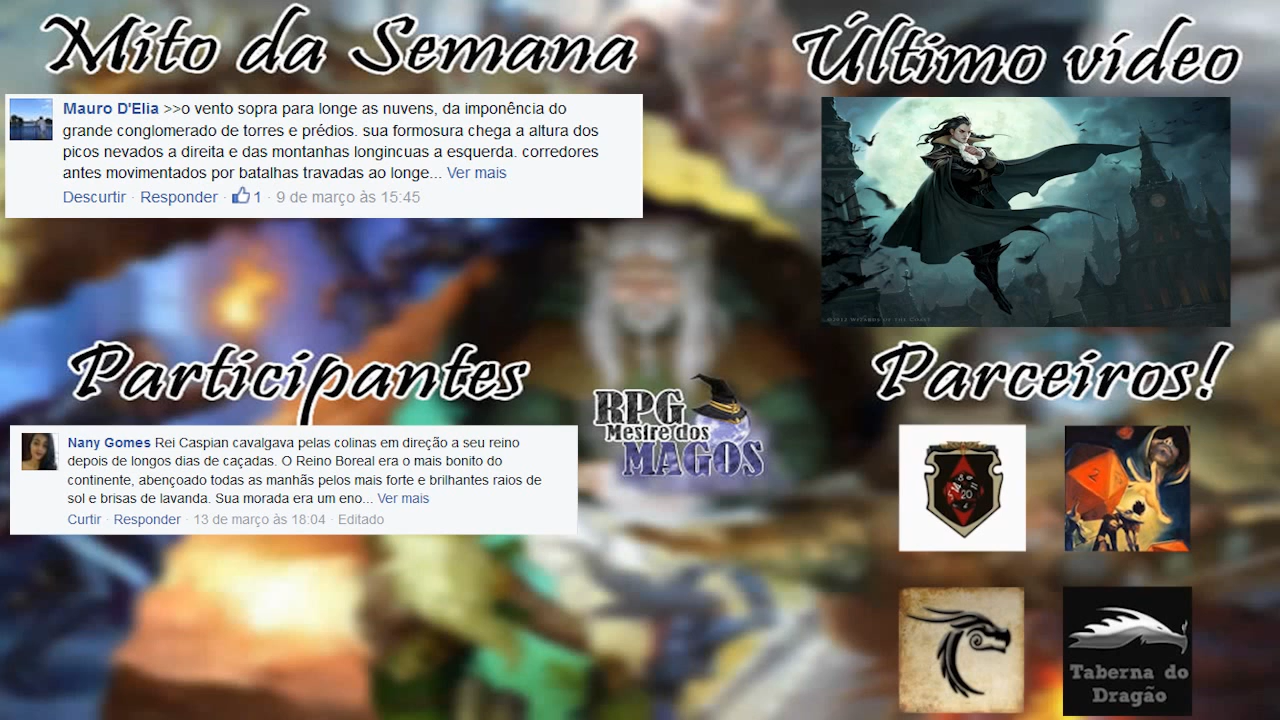 Mito da Semana
Mauro D'Elia >>o vento sopra para longe as nuvens, da imponência do
grande conglomerado de torres e prédios. sua formosura chega a altura dos
picos nevados a direita e das montanhas longincuas a esquerda. corredores
antes movimentados por batalhas travadas ao longe... Ver mais
Descurtir · Responder · 1 · 9 de março às 15:45
Último vídeo
©2012 Wizards of the Coast
Participantes
Nany Gomes Rei Caspian cavalgava pelas colinas em direção a seu reino
depois de longos dias de caçadas. O Reino Boreal era o mais bonito do
continente, abençoado todas as manhãs pelos mais forte e brilhantes raios de
sol e brisas de lavanda. Sua morada era um eno... Ver mais
Curtir · Responder · 13 de março às 18:04 · Editado
RPG
Mestre dos
MAGOS
Parceiros!
20
Taberna do
Dragão